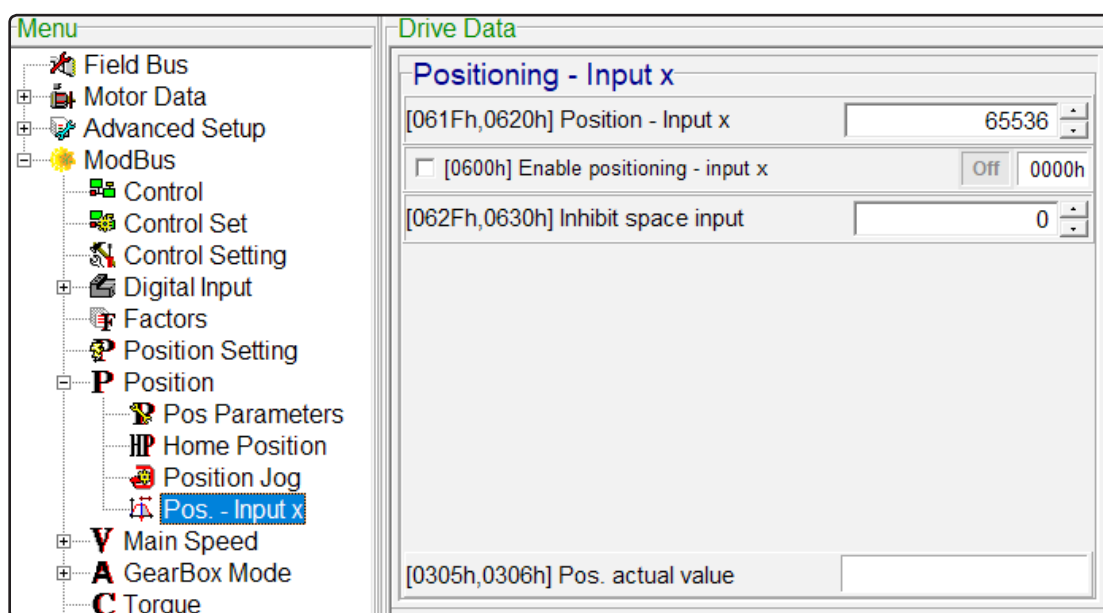 Menu
Field Bus
Motor Data
Advanced Setup
ModBus
Control
Control Set
Control Setting
Digital Input
Factors
Position Setting
P Position
Pos Parameters
HP Home Position
Position Jog
Pos. - Input x
V Main Speed
A GearBox Mode
C Torque
Drive Data
Positioning - Input x
[061Fh,0620h] Position - Input x 65536
[0600h] Enable positioning - input x Off 0000h
[062Fh,0630h] Inhibit space input 0
[0305h,0306h] Pos. actual value